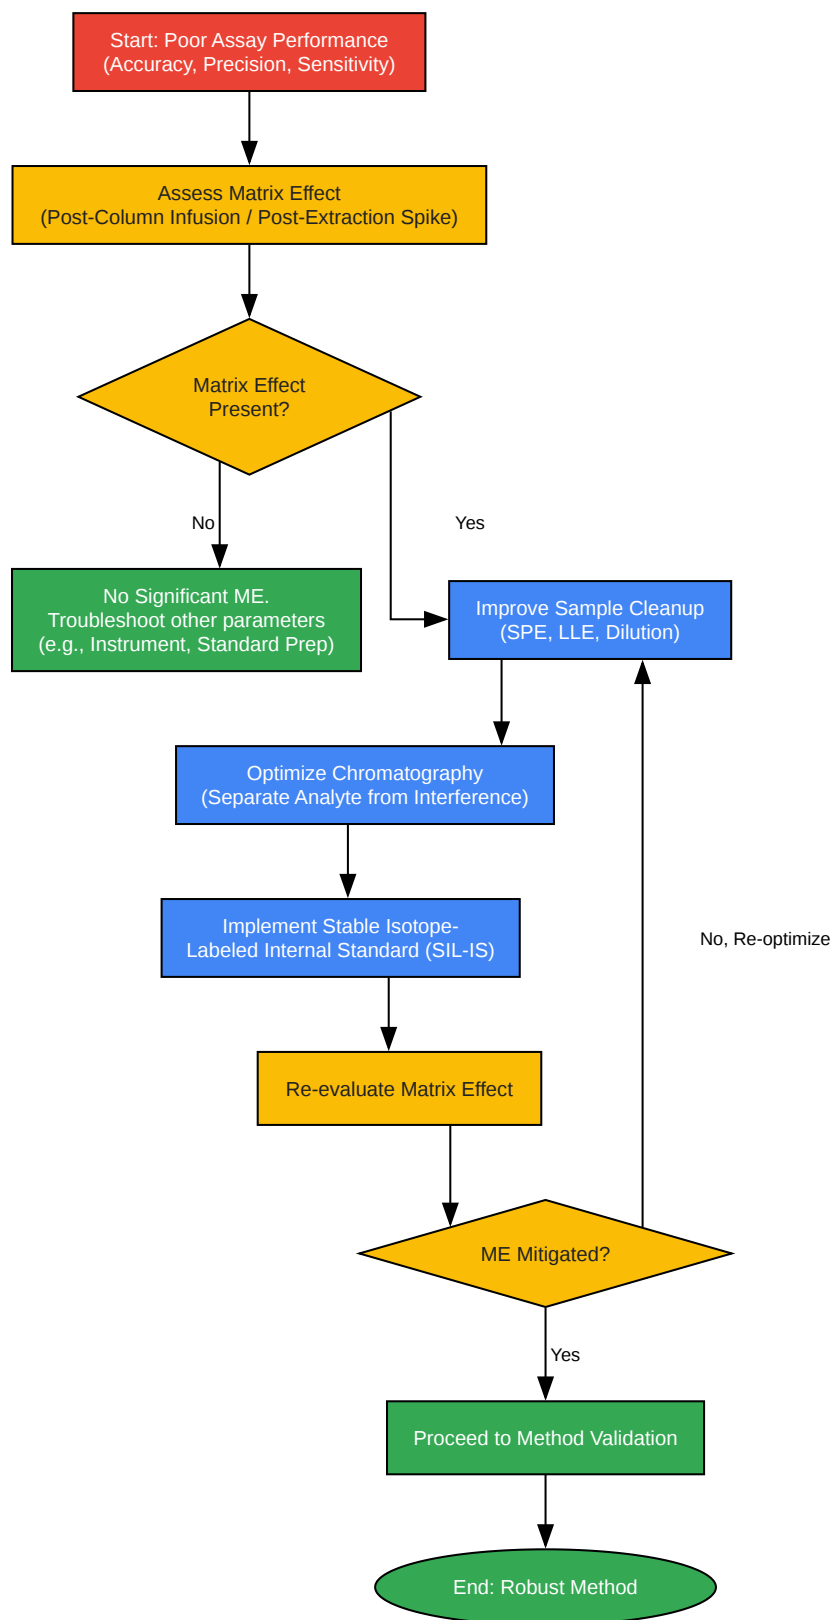 Start: Poor Assay Performance
(Accuracy, Precision, Sensitivity)
Assess Matrix Effect
(Post-Column Infusion / Post-Extraction Spike)
Matrix Effect
Present?
No
Yes
No Significant ME.
Troubleshoot other parameters
(e.g., Instrument, Standard Prep)
Improve Sample Cleanup
(SPE, LLE, Dilution)
Optimize Chromatography
(Separate Analyte from Interference)
Implement Stable Isotope-
Labeled Internal Standard (SIL-IS)
No, Re-optimize
Re-evaluate Matrix Effect
ME Mitigated?
Yes
Proceed to Method Validation
End: Robust Method